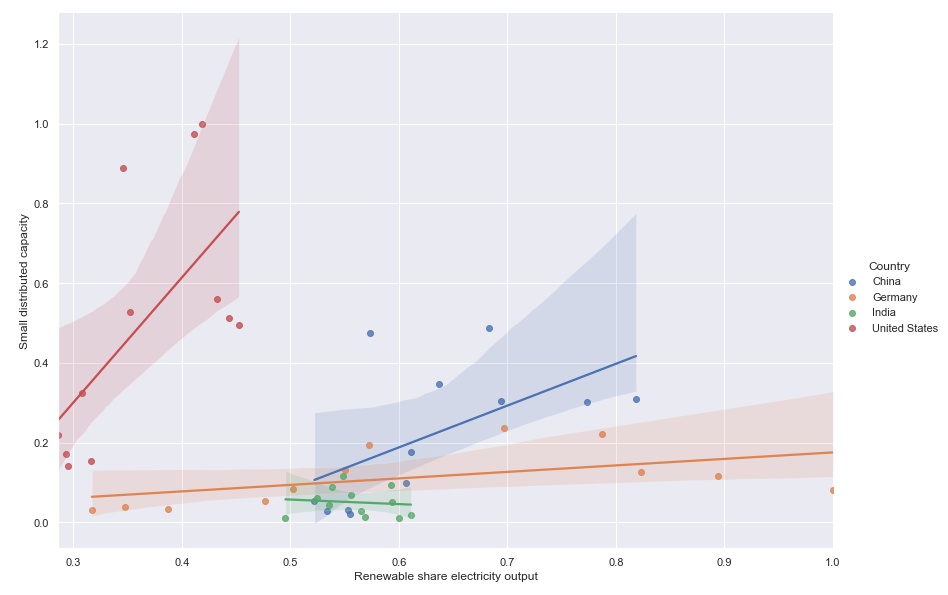 1.2
1.0
0.8
0.6
0.4
0.2
0.0
Small distributed capacity
0.3 0.4 0.5 0.6 0.7 0.8 0.9 1.0
Renewable share electricity output
Country
China
Germany
India
United States